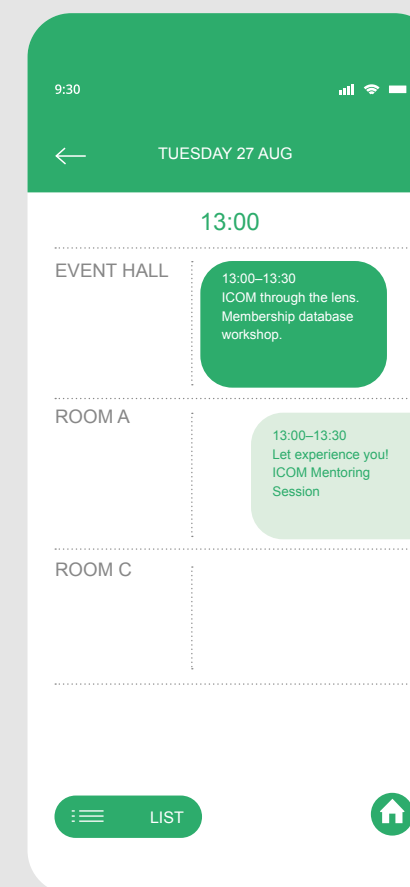 9:30
TUESDAY 27 AUG
13:00
EVENT HALL
13:00–13:30
ICOM through the lens.
Membership database
workshop.
ROOM A
13:00–13:30
Let experience you!
ICOM Mentoring
Session
ROOM C
LIST